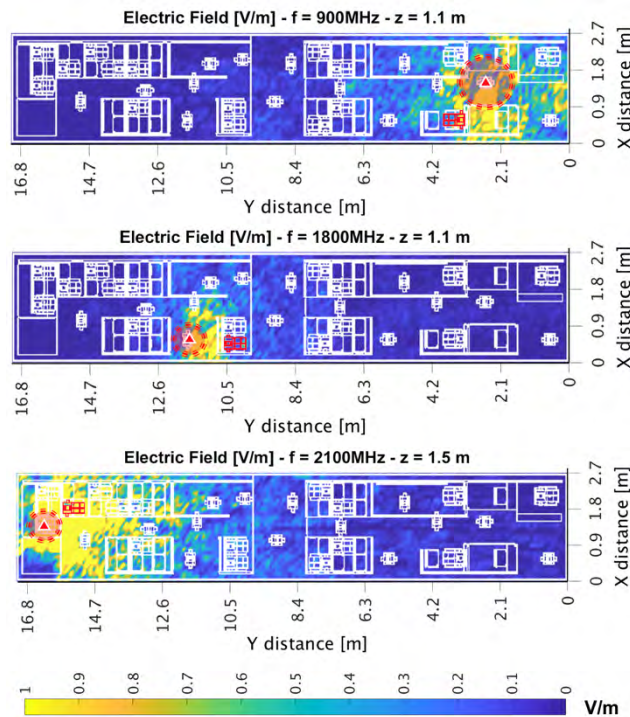 Electric Field [V/m] - f = 900MHz - z = 1.1 m
2.7
1.8
0.9
0
X distance [m]
16.8 14.7 12.6 10.5 8.4 6.3 4.2 2.1 0
Y distance [m]
Electric Field [V/m] - f = 1800MHz - z = 1.1 m
2.7
1.8
0.9
0
X distance [m]
16.8 14.7 12.6 10.5 8.4 6.3 4.2 2.1 0
Y distance [m]
Electric Field [V/m] - f = 2100MHz - z = 1.5 m
2.7
1.8
0.9
0
X distance [m]
16.8 14.7 12.6 10.5 8.4 6.3 4.2 2.1 0
Y distance [m]
1 0.9 0.8 0.7 0.6 0.5 0.4 0.3 0.2 0.1 0
V/m